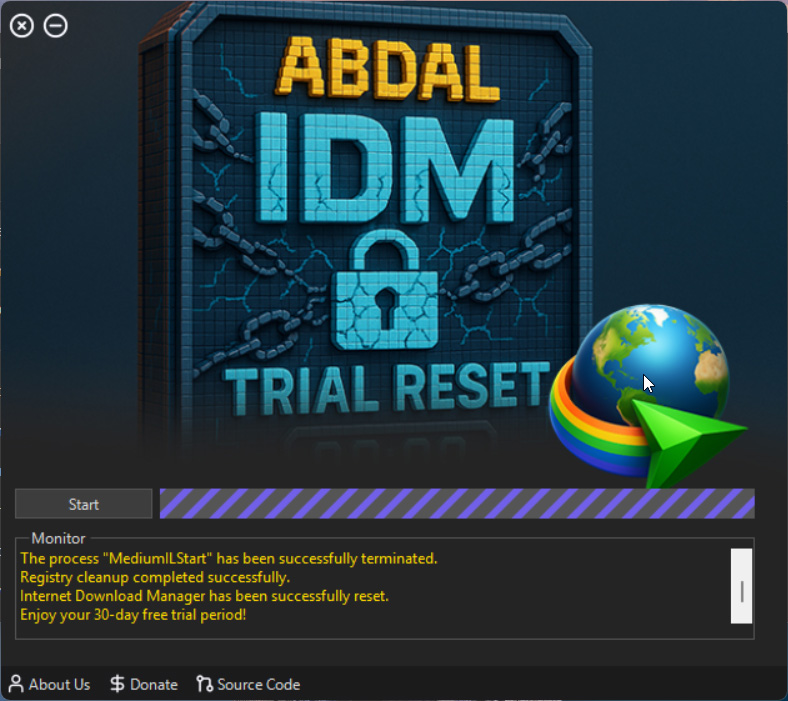 ABDAL
IDM
TRIAL RESET
Start
Monitor
The process "MediumILStart" has been successfully terminated.
Registry cleanup completed successfully.
Internet Download Manager has been successfully reset.
Enjoy your 30-day free trial period!
About Us
Donate
Source Code